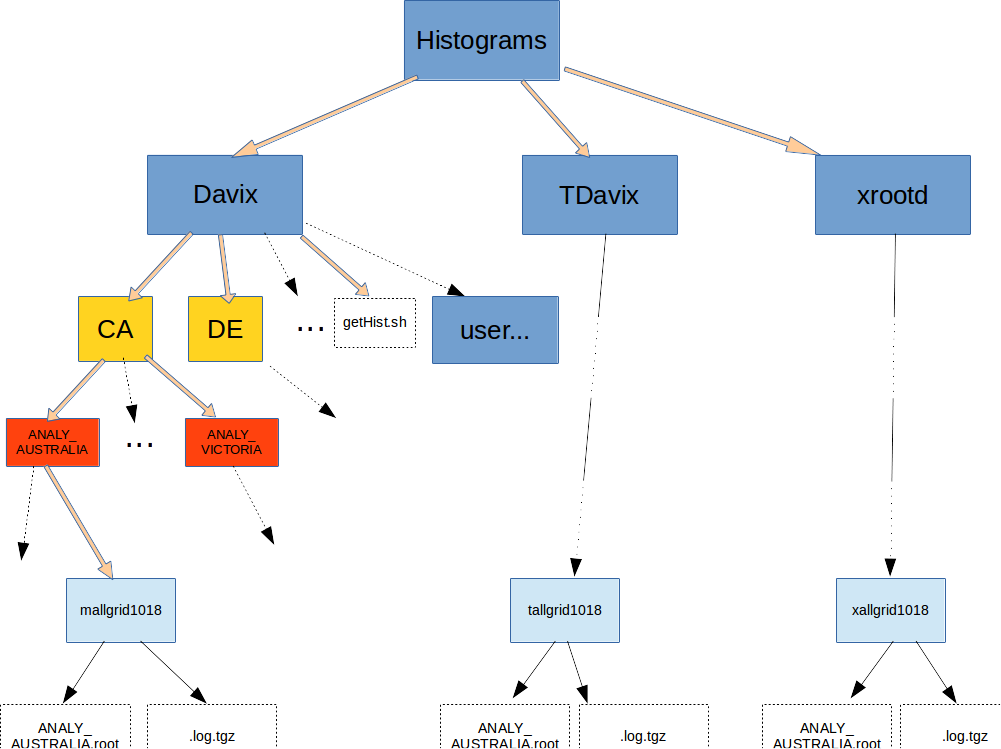 Histograms
Davix
TDavix
xrootd
CA
DE
...
getHist.sh
user...
ANALY_
AUSTRALIA
...
ANALY_
VICTORIA
mallgrid1018
tallgrid1018
xallgrid1018
ANALY_
AUSTRALIA.root
.log.tgz
ANALY_
AUSTRALIA.root
.log.tgz
ANALY_
AUSTRALIA.root
.log.tgz